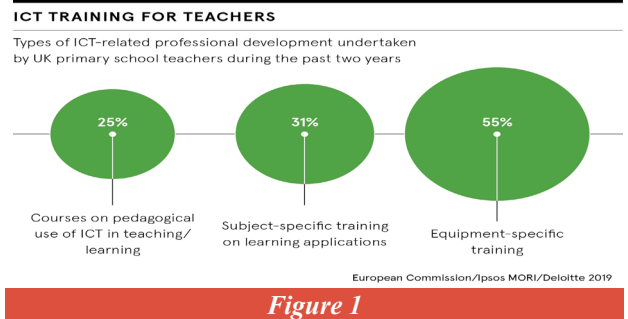 ICT TRAINING FOR TEACHERS
Types of ICT-related professional development undertaken
by UK primary school teachers during the past two years
25%
31%
55%
Courses on pedagogical
use of ICT in teaching/
learning
Subject-specific training
on learning applications
Equipment-specific
training
European Commission/Ipsos MORI/Deloitte 2019
Figure 1